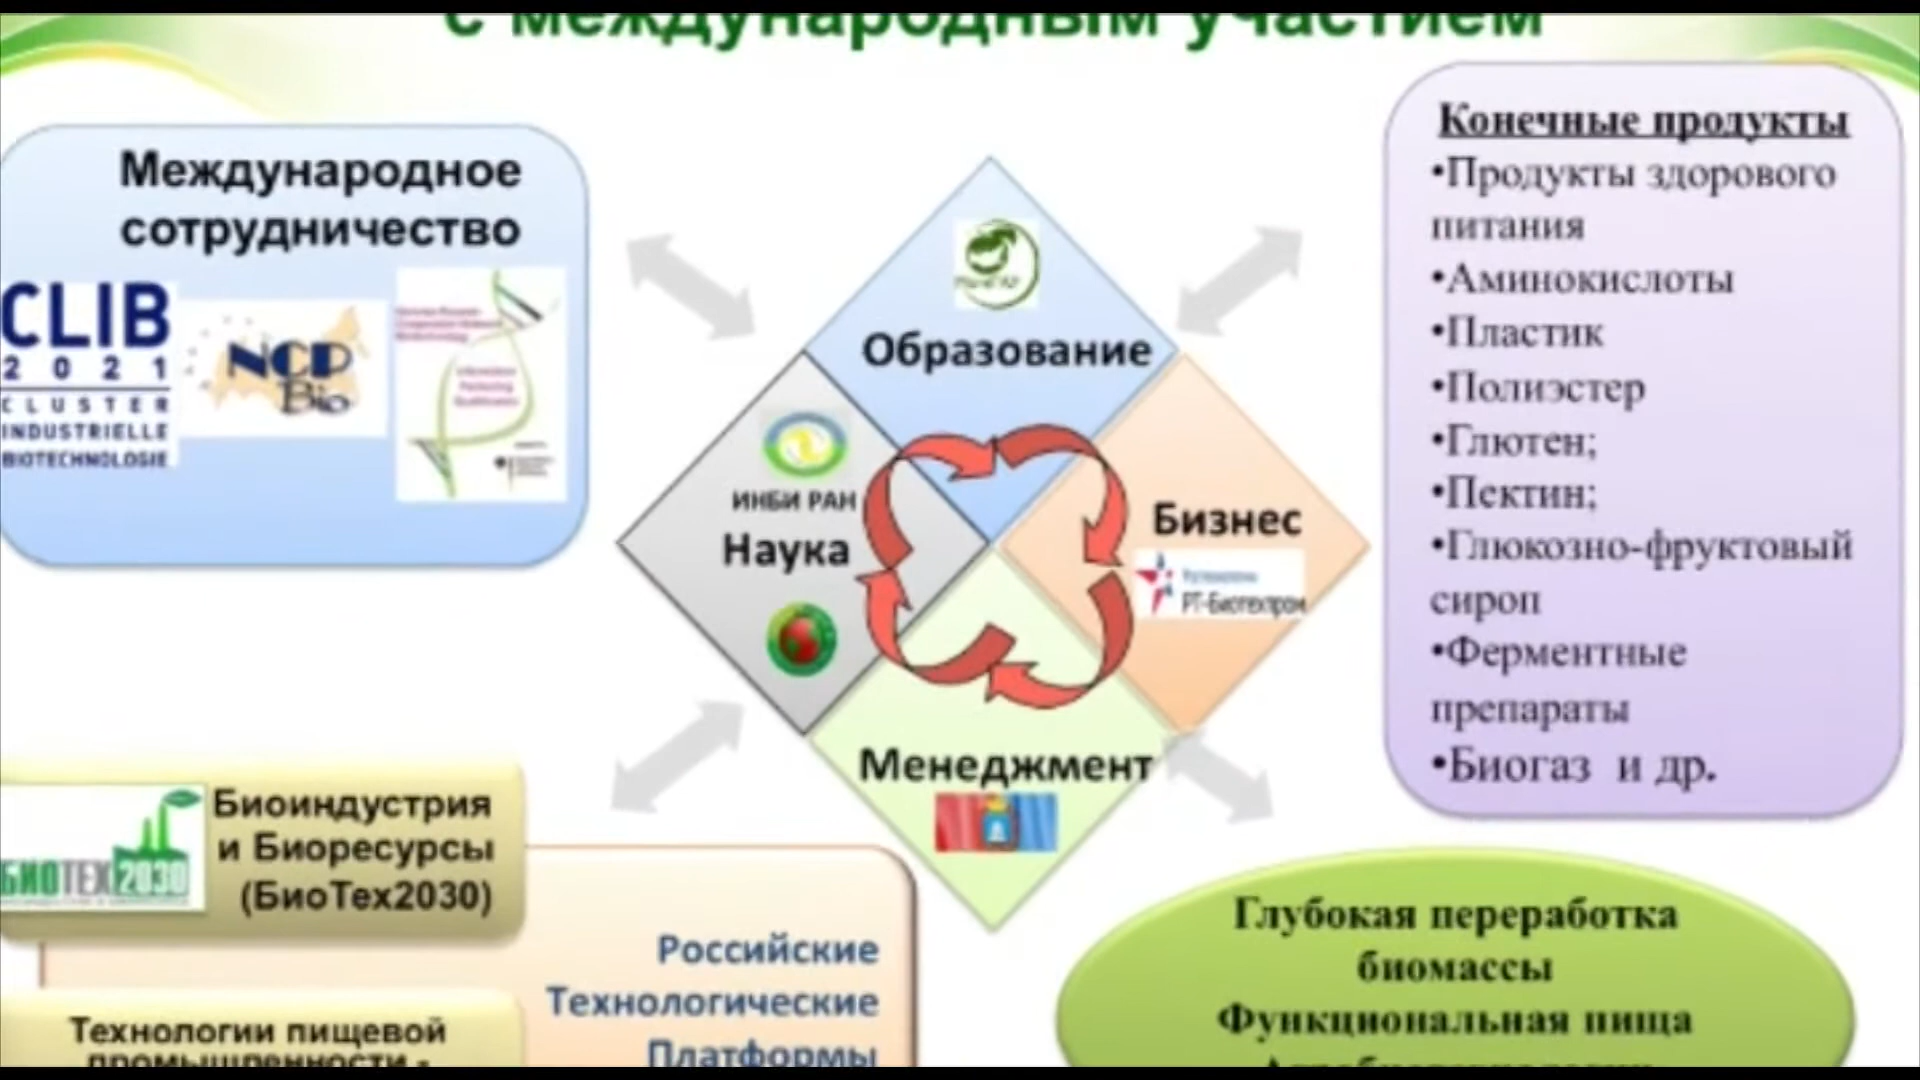 с международным участием
Международное
сотрудничество
CLIB
2021
CLUSTER
INDUSTRIELLE
BIOTECHNOLOGIE
NCP
Bio
Образование
ИНБИ РАН
Наука
Бизнес
РТ-Биотехпром
Менеджмент
Конечные продукты
•Продукты здорового
питания
•Аминокислоты
•Пластик
•Полиэстер
•Глютен;
•Пектин;
•Глюкозно-фруктовый
сироп
•Ферментные
препараты
•Биогаз и др.
БИОТЕХ2030
Биоиндустрия
и Биоресурсы
(БиоТех2030)
Российские
Технологические
Платформы
Технологии пищевой
промышленности -
Глубокая переработка
биомассы
Функциональная пища